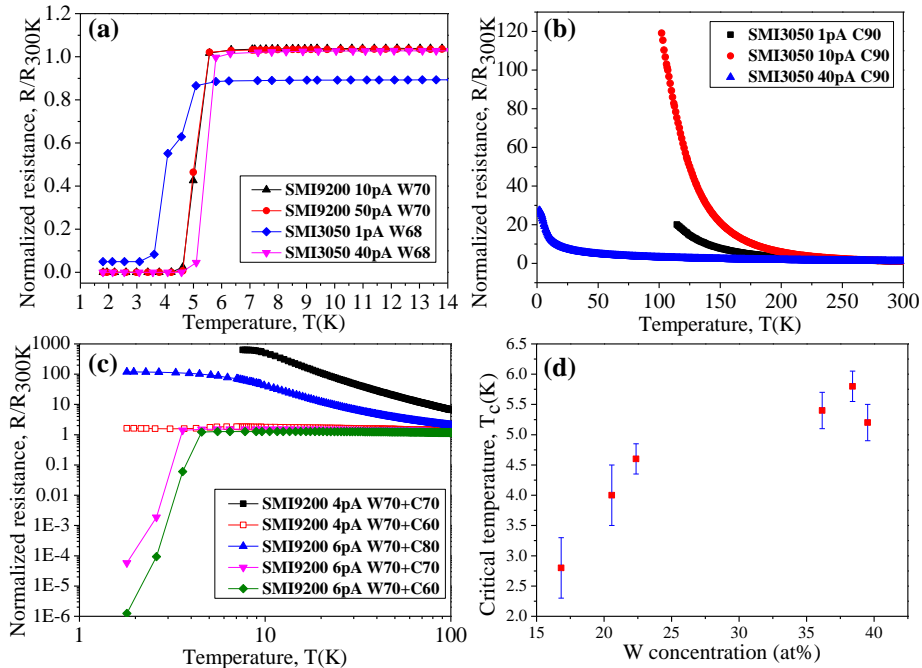 (a)
Normalized resistance, R/R300K
1.2
1.0
0.8
0.6
0.4
0.2
0.0
SMI9200 10pA W70
SMI9200 50pA W70
SMI3050 1pA W68
SMI3050 40pA W68
1 2 3 4 5 6 7 8 9 10 11 12 13 14
Temperature, T(K)
(b)
Normalized resistance, R/R300K
120
100
80
60
40
20
0
SMI3050 1pA C90
SMI3050 10pA C90
SMI3050 40pA C90
0 50 100 150 200 250 300
Temperature, T(K)
(c)
Normalized resistance, R/R300K
1000
100
10
1
0.1
0.01
1E-3
1E-4
1E-5
1E-6
SMI9200 4pA W70+C70
SMI9200 4pA W70+C60
SMI9200 6pA W70+C80
SMI9200 6pA W70+C70
SMI9200 6pA W70+C60
1 10 100
Temperature, T(K)
(d)
Critical temperature, Tc(K)
6.5
6.0
5.5
5.0
4.5
4.0
3.5
3.0
2.5
2.0
15 20 25 30 35 40
W concentration (at%)